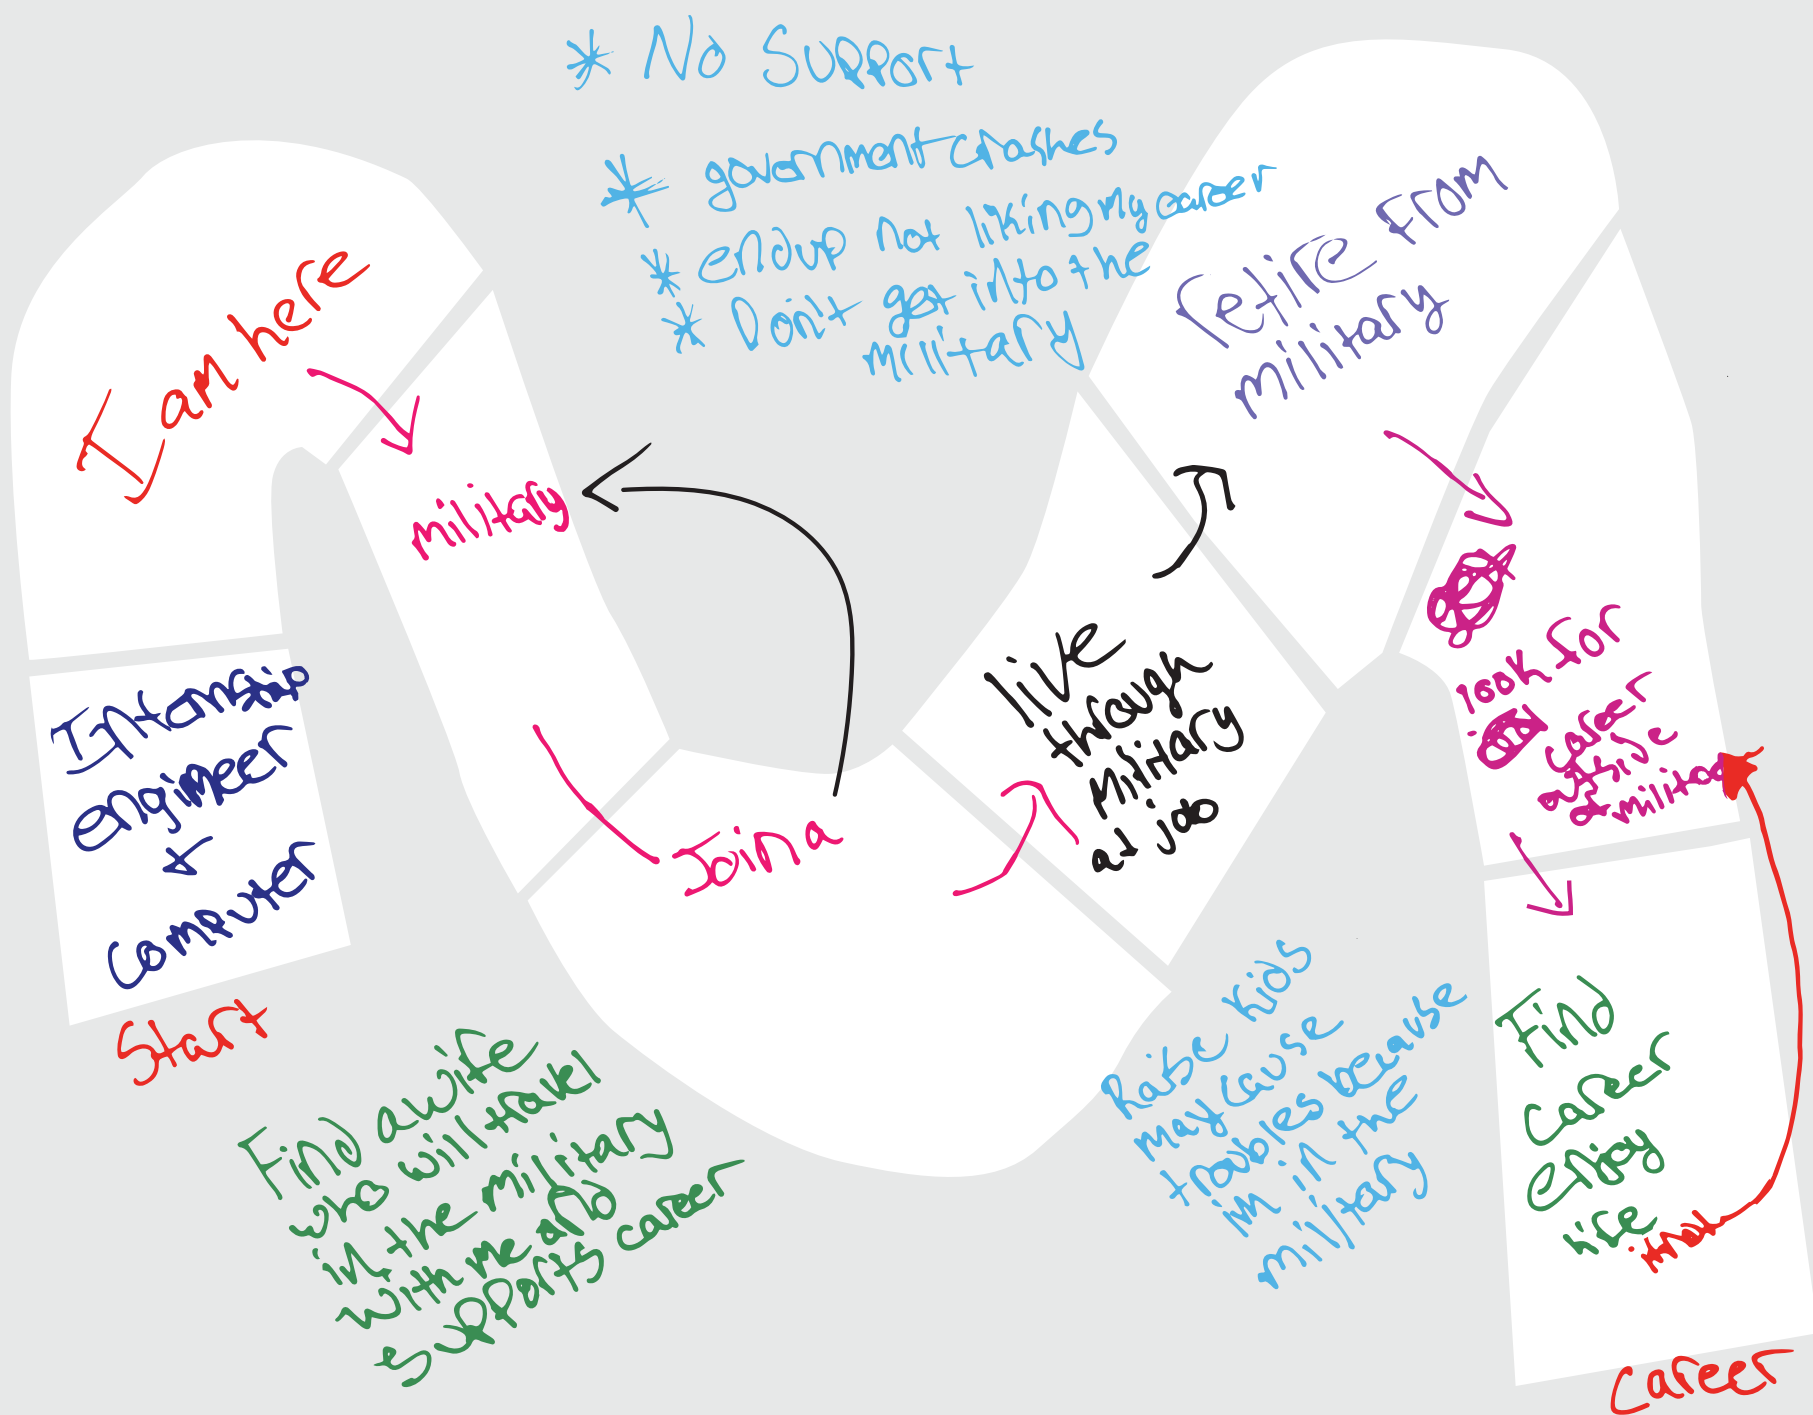 * No Support
* government crashes
* end up not liking my career
* Don't get into the
military
I am here
military
Internship
engineer
+
computer
Start
Join a
live
through
military
at job
retire from
military
look for
career
outside
of military
Find
career
enjoy
life
Career
Find a wife
who will travel
in the military
with me and
supports career
Raise kids
may cause
troubles because
im in the
military